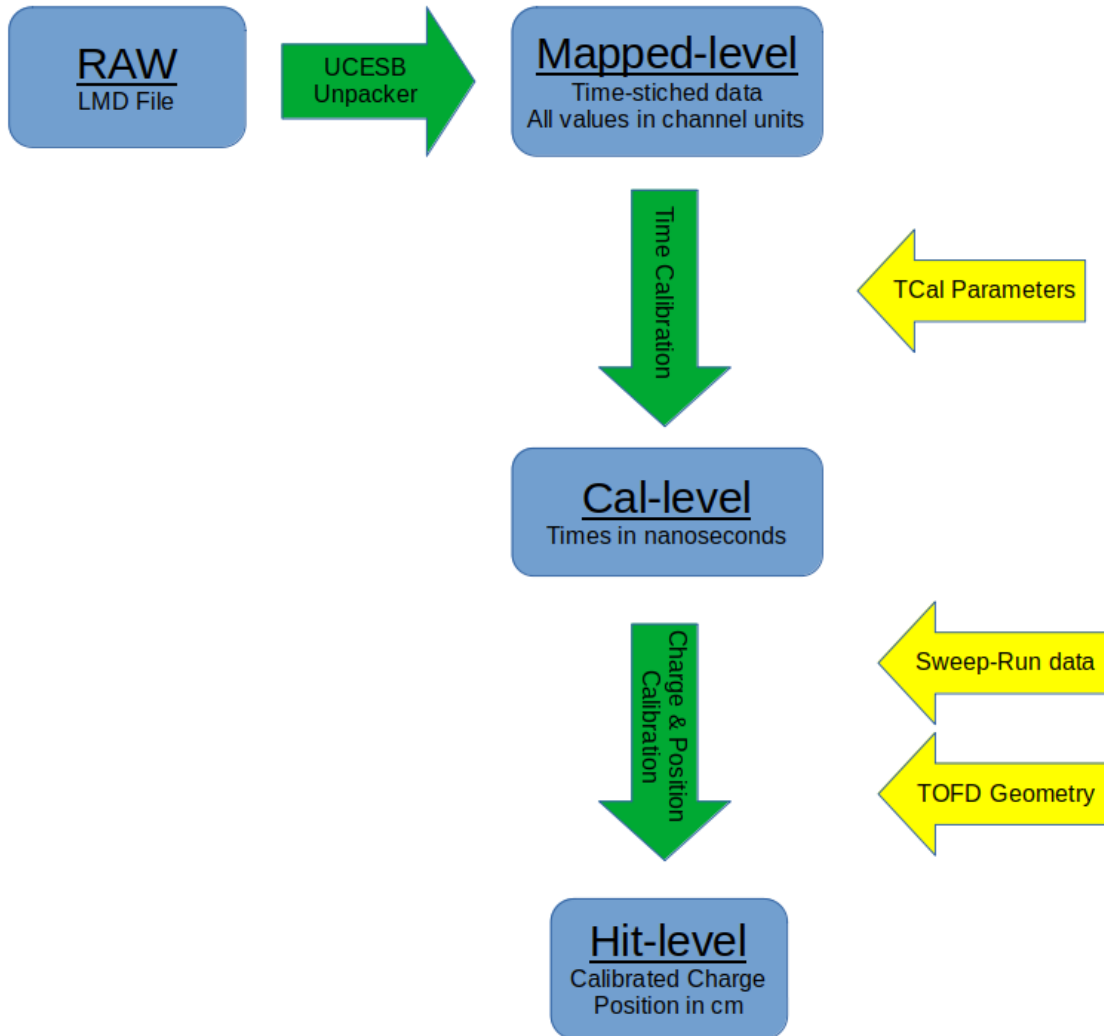 RAW
LMD File
UCESB
Unpacker
Mapped-level
Time-stiched data
All values in channel units
Time Calibration
TCal Parameters
Cal-level
Times in nanoseconds
Charge & Position
Calibration
Sweep-Run data
TOFD Geometry
Hit-level
Calibrated Charge
Position in cm